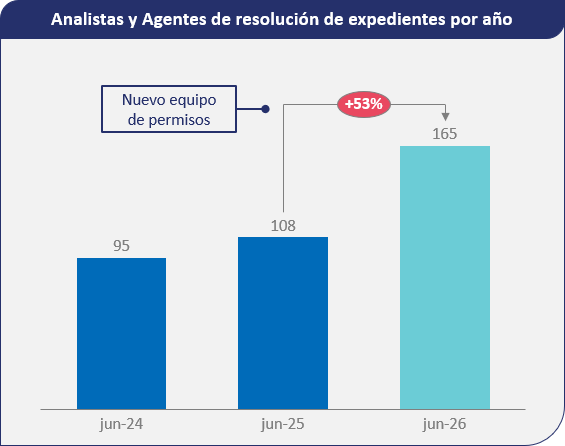 Analistas y Agentes de resolución de expedientes por año
Nuevo equipo
de permisos
+53%
165
108
95
jun-24
jun-25
jun-26